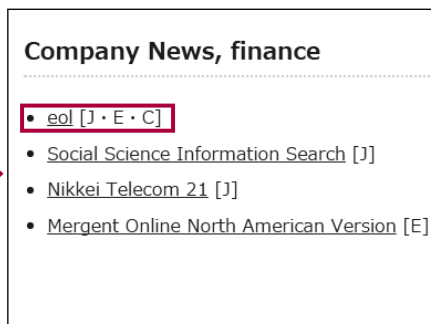 Company News, finance
• eol [J・E・C]
• Social Science Information Search [J]
• Nikkei Telecom 21 [J]
• Mergent Online North American Version [E]